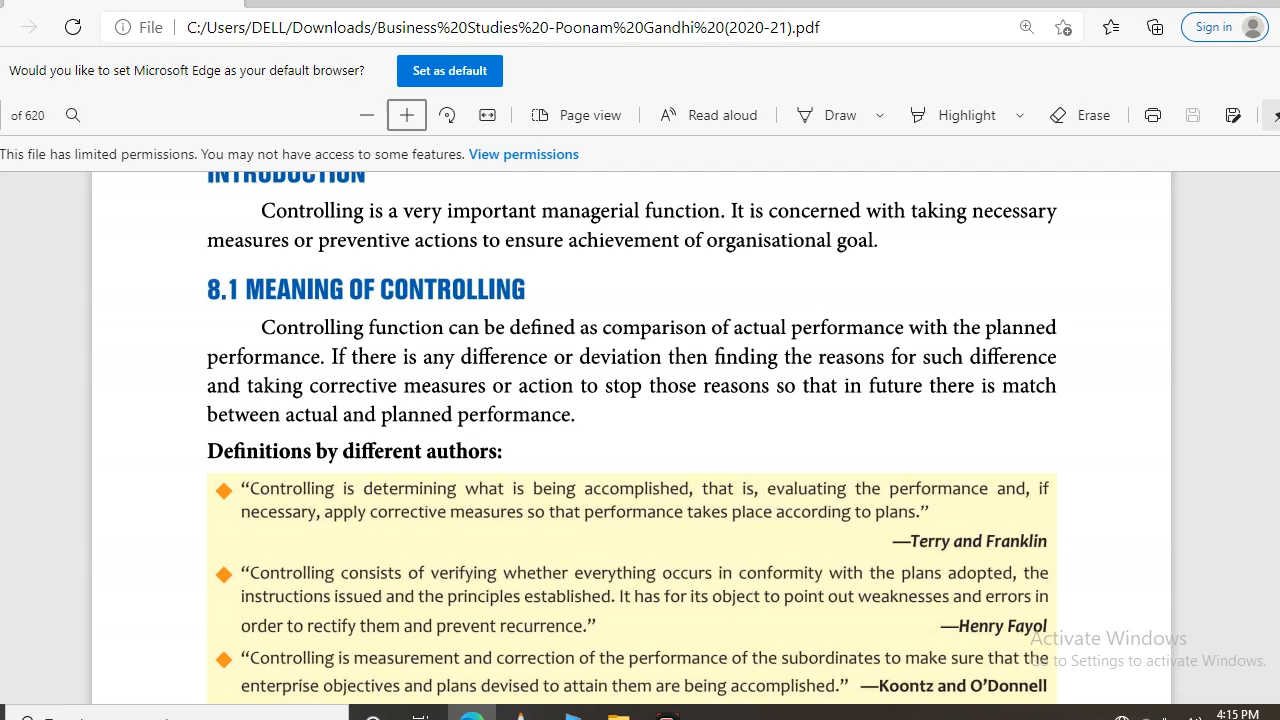 File C:/Users/DELL/Downloads/Business%20Studies%20-Poonam%20Gandhi%20(2020-21).pdf Sign in
Would you like to set Microsoft Edge as your default browser? Set as default
of 620 Page view Read aloud Draw Highlight Erase
This file has limited permissions. You may not have access to some features. View permissions
INTRODUCTION
Controlling is a very important managerial function. It is concerned with taking necessary
measures or preventive actions to ensure achievement of organisational goal.
8.1 MEANING OF CONTROLLING
Controlling function can be defined as comparison of actual performance with the planned
performance. If there is any difference or deviation then finding the reasons for such difference
and taking corrective measures or action to stop those reasons so that in future there is match
between actual and planned performance.
Definitions by different authors:
“Controlling is determining what is being accomplished, that is, evaluating the performance and, if
necessary, apply corrective measures so that performance takes place according to plans.”
—Terry and Franklin
“Controlling consists of verifying whether everything occurs in conformity with the plans adopted, the
instructions issued and the principles established. It has for its object to point out weaknesses and errors in
order to rectify them and prevent recurrence.” —Henry Fayol
“Controlling is measurement and correction of the performance of the subordinates to make sure that the
enterprise objectives and plans devised to attain them are being accomplished.” —Koontz and O’Donnell
Activate Windows
Go to Settings to activate Windows.
4:15 PM